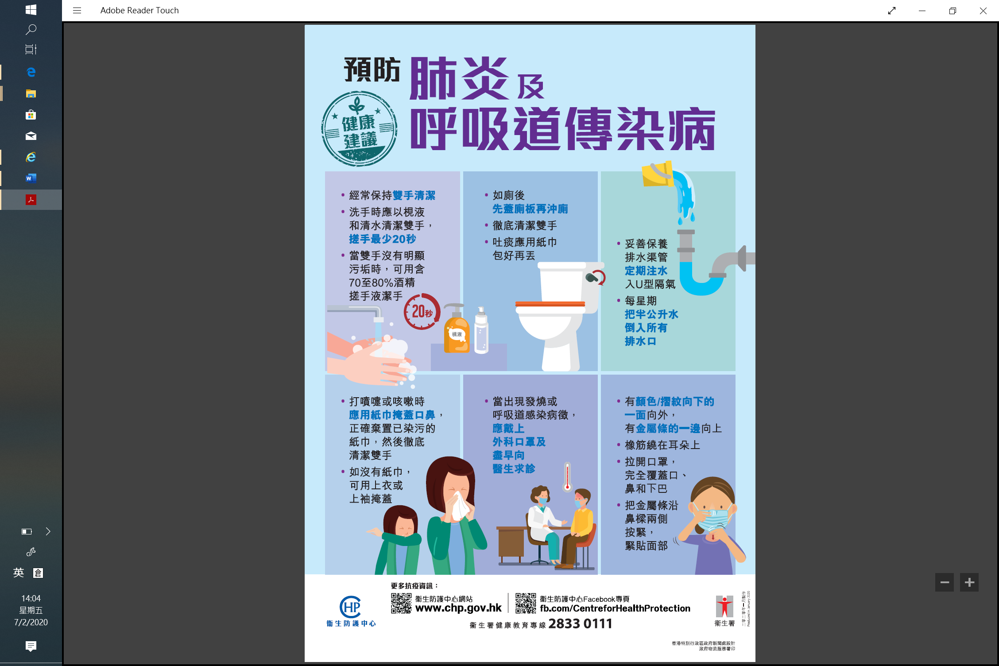 Adobe Reader Touch
預防 肺炎及
呼吸道傳染病
健康
建議
• 經常保持雙手清潔
• 洗手時應以梘液
和清水清潔雙手，
搓手最少20秒
• 當雙手沒有明顯
污垢時，可用含
70至80%酒精
搓手液潔手
20秒
梘液
• 如廁後
先蓋廁板再沖廁
• 徹底清潔雙手
• 吐痰應用紙巾
包好再丟
• 妥善保養
排水渠管
定期注水
入U型隔氣
• 每星期
把半公升水
倒入所有
排水口
• 打噴嚏或咳嗽時
應用紙巾掩蓋口鼻，
正確棄置已染污的
紙巾，然後徹底
清潔雙手
• 如沒有紙巾，
可用上衣或
上袖掩蓋
• 當出現發燒或
呼吸道感染病徵，
應戴上
外科口罩及
盡早向
醫生求診
• 有顏色/摺紋向下的
一面向外，
有金屬條的一邊向上
• 橡筋繞在耳朵上
• 拉開口罩，
完全覆蓋口、
鼻和下巴
• 把金屬條沿
鼻樑兩側
按緊，
緊貼面部
更多抗疫資訊：
衞生防護中心網站
www.chp.gov.hk
衞生防護中心Facebook專頁
fb.com/CentreforHealthProtection
衞生署健康教育專線 2833 0111
CHP
衞生防護中心
衞生署
二零二零年一月製作
Produced in January 2020
香港特別行政區政府新聞處設計
政府物流服務署印
英 倉
14:04
星期五
7/2/2020